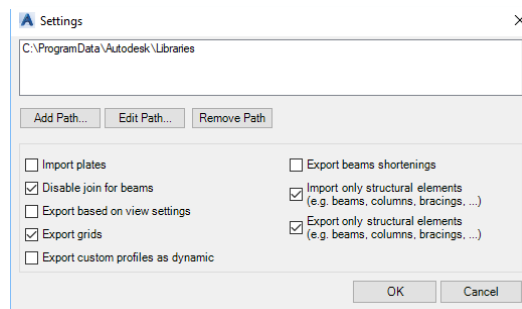 Settings
C:\ProgramData\Autodesk\Libraries
Add Path... Edit Path... Remove Path
Import plates
Disable join for beams
Export based on view settings
Export grids
Export custom profiles as dynamic
Export beams shortenings
Import only structural elements
(e.g. beams, columns, bracings, ...)
Export only structural elements
(e.g. beams, columns, bracings, ...)
OK Cancel